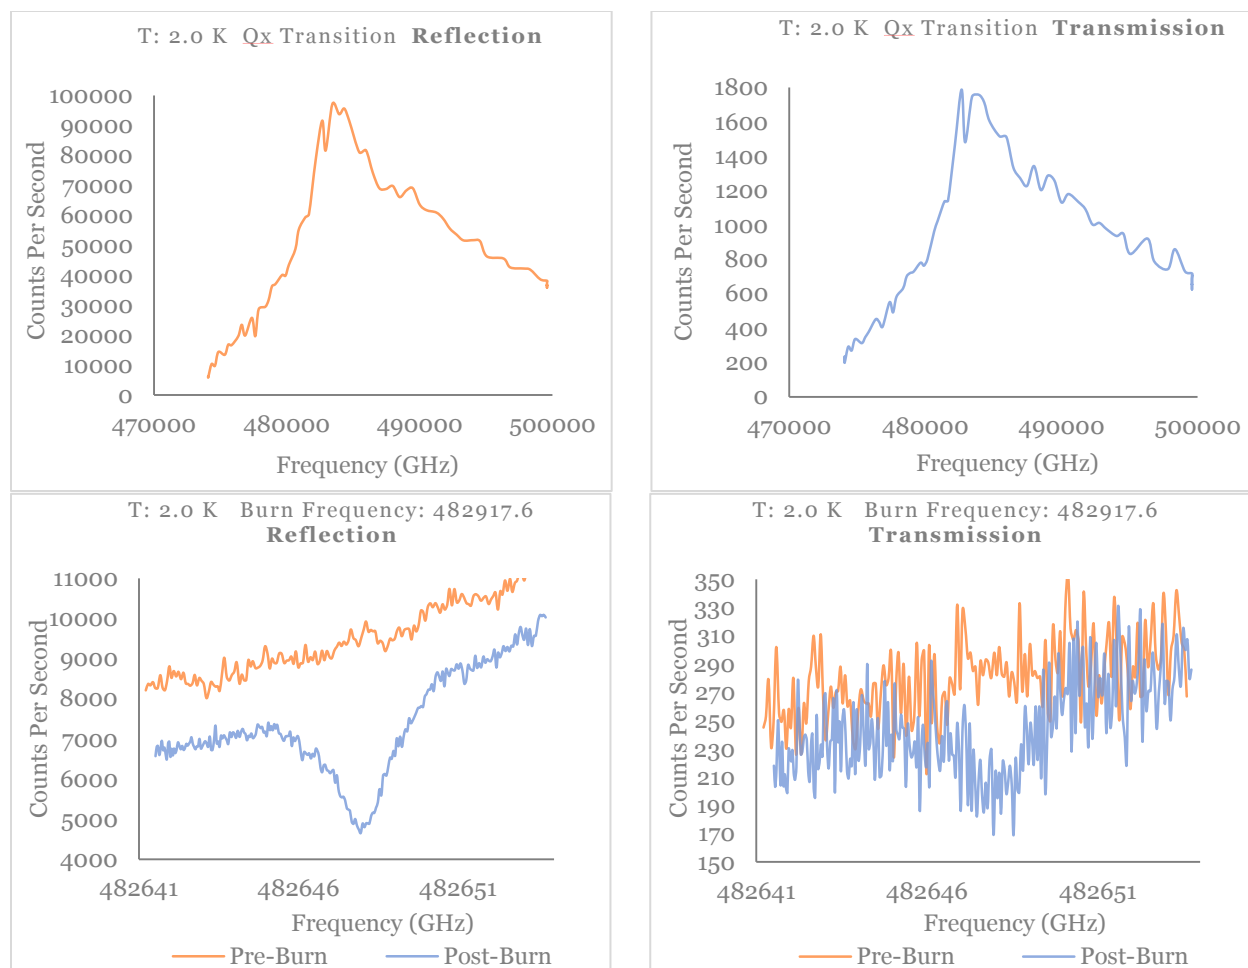 T: 2.0 K Qx Transition Reflection
Counts Per Second
100000
90000
80000
70000
60000
50000
40000
30000
20000
10000
0
470000 480000 490000 500000
Frequency (GHz)
T: 2.0 K Qx Transition Transmission
Counts Per Second
1800
1600
1400
1200
1000
800
600
400
200
0
470000 480000 490000 500000
Frequency (GHz)
T: 2.0 K Burn Frequency: 482917.6
Reflection
Counts Per Second
11000
10000
9000
8000
7000
6000
5000
4000
482641 482646 482651
Frequency (GHz)
Pre-Burn Post-Burn
T: 2.0 K Burn Frequency: 482917.6
Transmission
Counts Per Second
350
330
310
290
270
250
230
210
190
170
150
482641 482646 482651
Frequency (GHz)
Pre-Burn Post-Burn